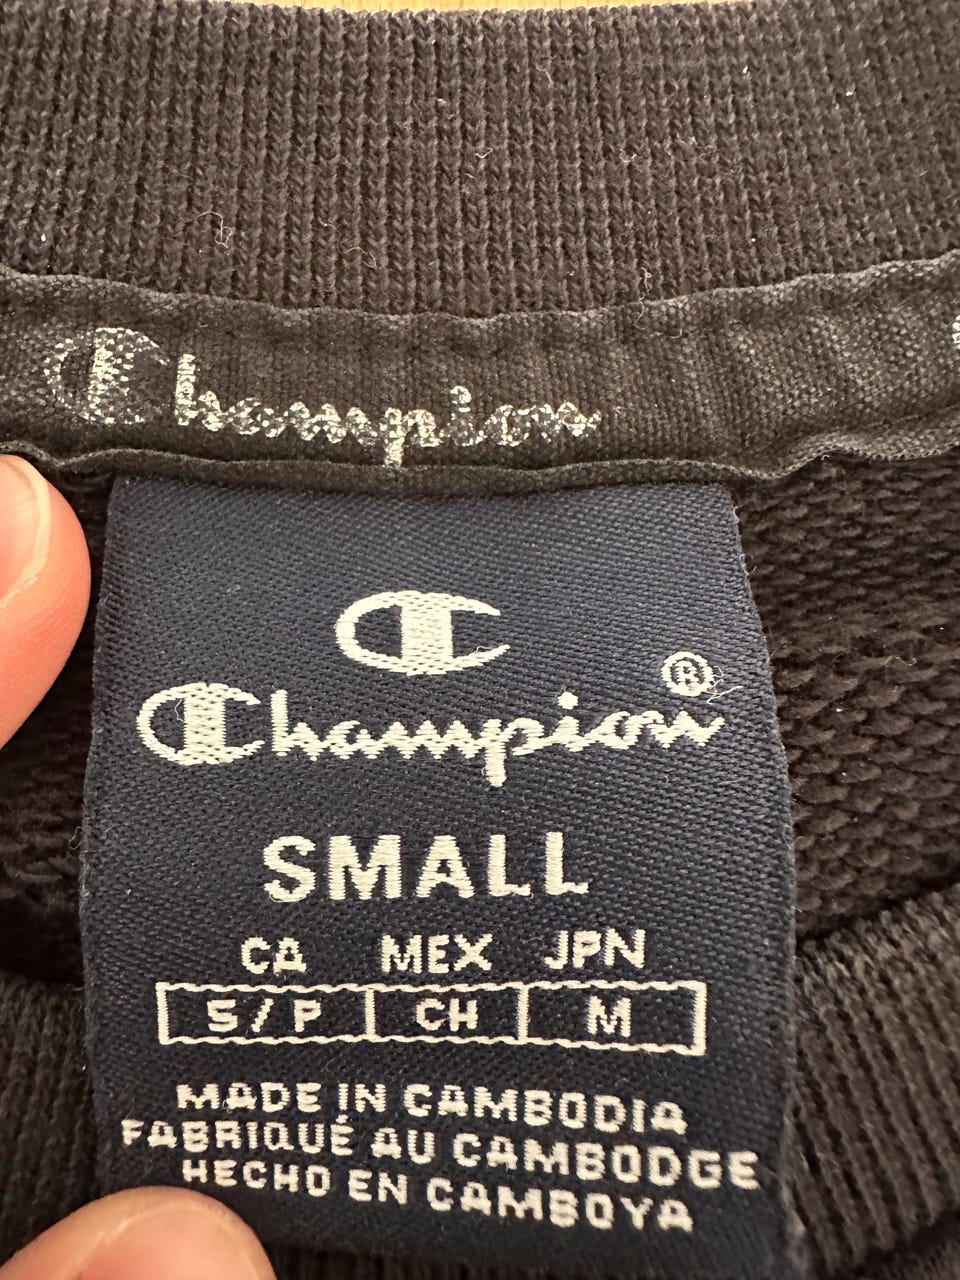 Champion
Champion®
SMALL
CA MEX JPN
S/P CH M
MADE IN CAMBODIA
FABRIQUÉ AU CAMBODGE
HECHO EN CAMBOYA